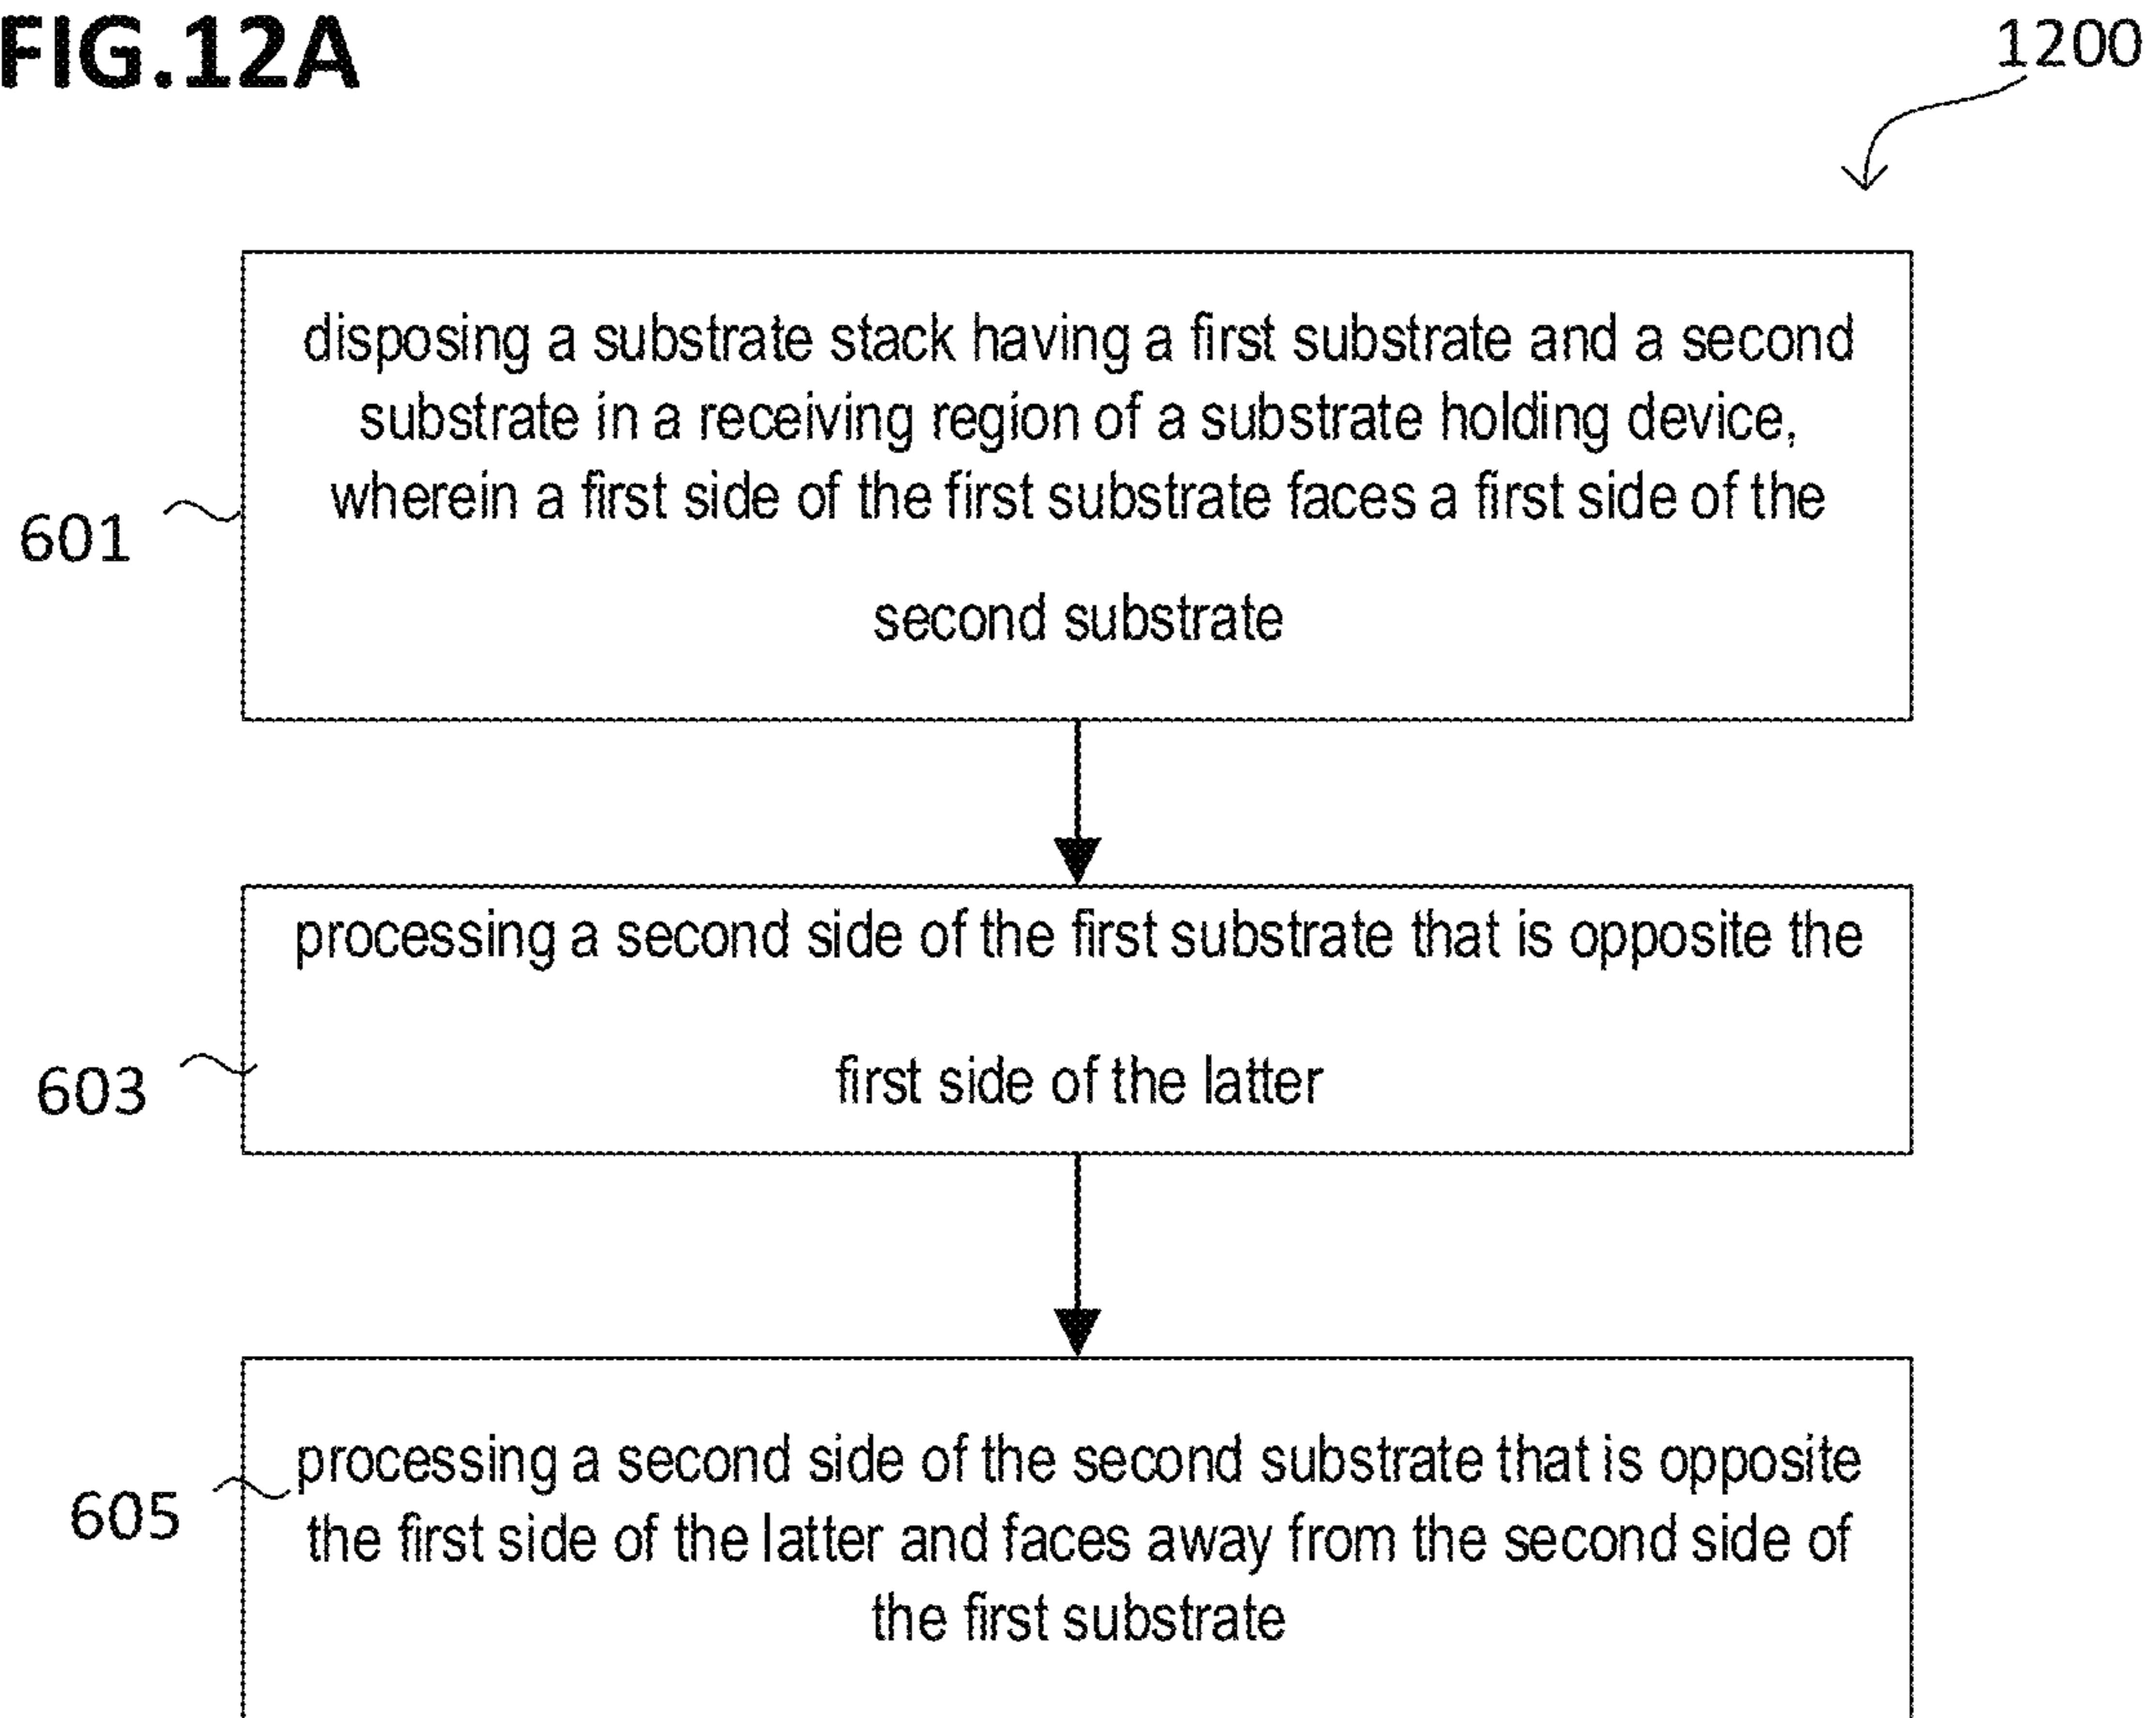 FIG.12A
1200
disposing a substrate stack having a first substrate and a second
substrate in a receiving region of a substrate holding device,
wherein a first side of the first substrate faces a first side of the
second substrate
601
processing a second side of the first substrate that is opposite the
first side of the latter
603
processing a second side of the second substrate that is opposite
the first side of the latter and faces away from the second side of
the first substrate
605